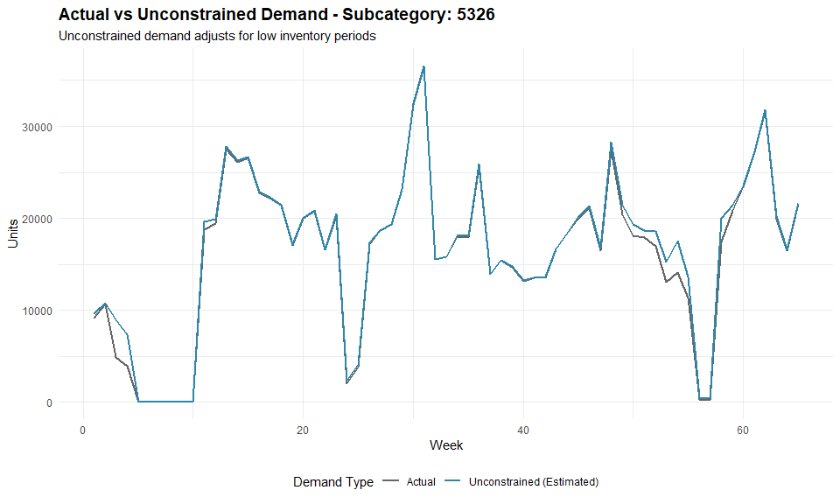 Actual vs Unconstrained Demand - Subcategory: 5326
Unconstrained demand adjusts for low inventory periods
Units
30000
20000
10000
0
0 20 40 60
Week
Demand Type Actual Unconstrained (Estimated)